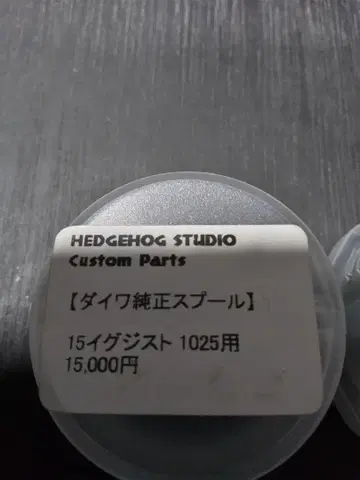 HEDGEHOG STUDIO
Custom Parts
【ダイワ純正スプール】
15イグジスト 1025用
15,000円